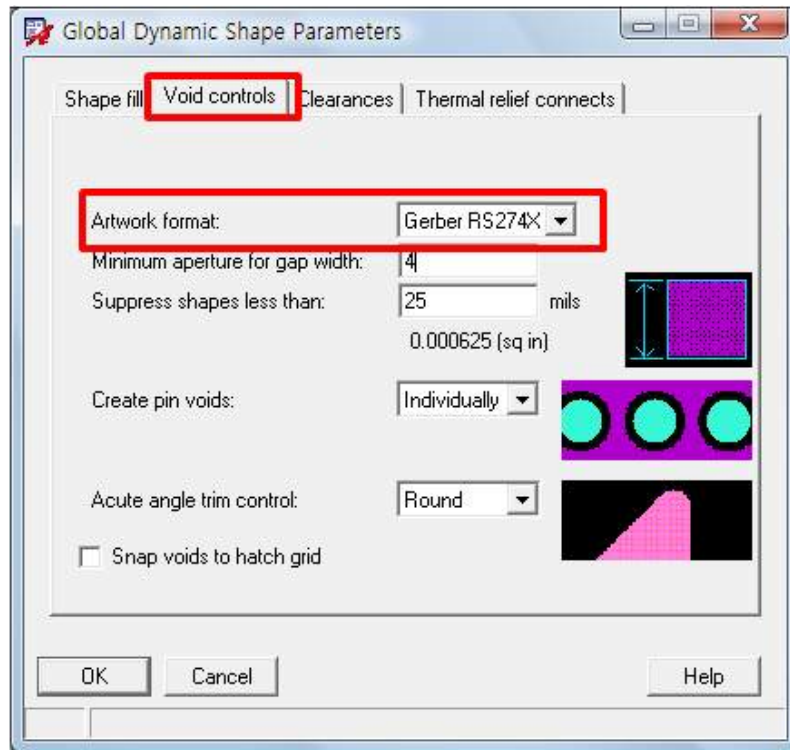 Global Dynamic Shape Parameters
Shape fill Void controls Clearances Thermal relief connects
Artwork format: Gerber RS274X
Minimum aperture for gap width: 4
Suppress shapes less than: 25 mils
0.000625 (sq in)
Create pin voids: Individually
Acute angle trim control: Round
Snap voids to hatch grid
OK Cancel Help